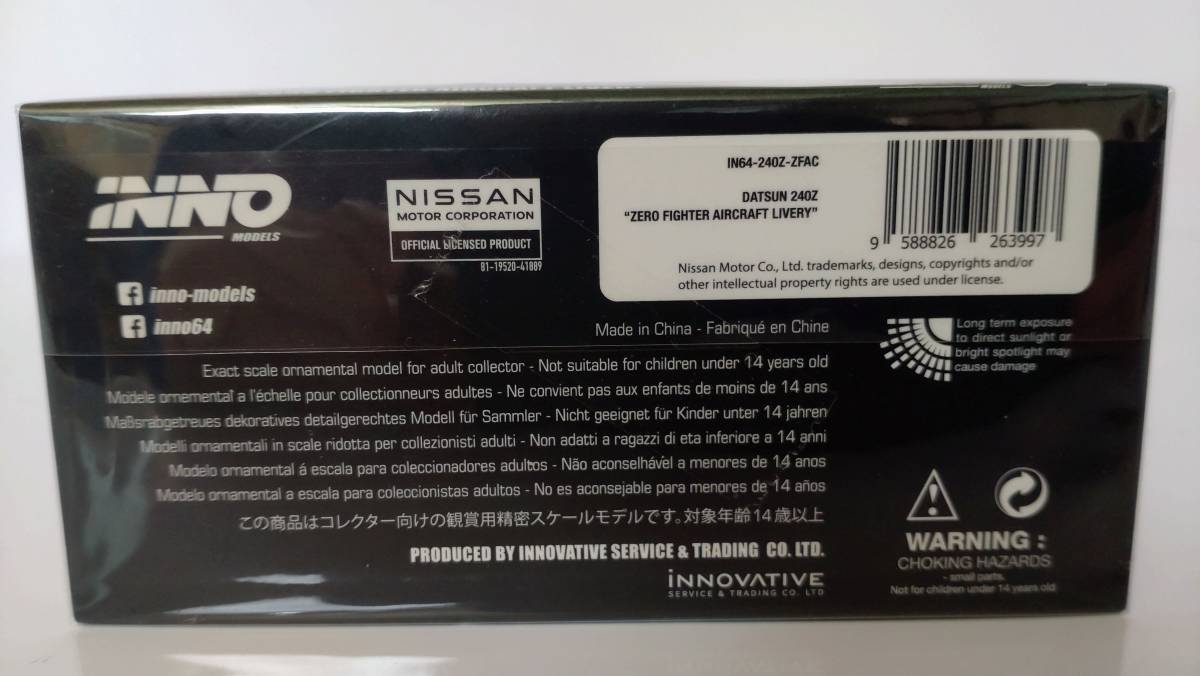 INNO
MODELS
inno-models
inno64
NISSAN
MOTOR CORPORATION
OFFICIAL LICENSED PRODUCT
81-19520-41889
IN64-240Z-ZFAC
DATSUN 240Z
“ZERO FIGHTER AIRCRAFT LIVERY”
9 588826 263997
Nissan Motor Co., Ltd. trademarks, designs, copyrights and/or
other intellectual property rights are used under license.
Made in China - Fabriqué en Chine
Long term exposure
to direct sunlight or
bright spotlight may
cause damage
Exact scale ornamental model for adult collector - Not suitable for children under 14 years old
Modele ornemental a l'échelle pour collectionneurs adultes - Ne convient pas aux enfants de moins de 14 ans
Maßsrabgetreues dekoratives detailgerechtes Modell für Sammler - Nicht geeignet für Kinder unter 14 jahren
Modelli ornamentali in scale ridotta per collezionisti adulti - Non adatti a ragazzi di eta inferiore a 14 anni
Modelo ornamental á escala para coleccionadores adultos - Não aconselhável a menores de 14 anos
Modelo ornamental a escala para coleccionistas adultos - No es aconsejable para menores de 14 años
この商品はコレクター向けの観賞用精密スケールモデルです。対象年齢14歳以上
PRODUCED BY INNOVATIVE SERVICE & TRADING CO. LTD.
INNOVATIVE
SERVICE & TRADING CO. LTD
WARNING :
CHOKING HAZARDS
- small parts.
Not for children under 14 years old